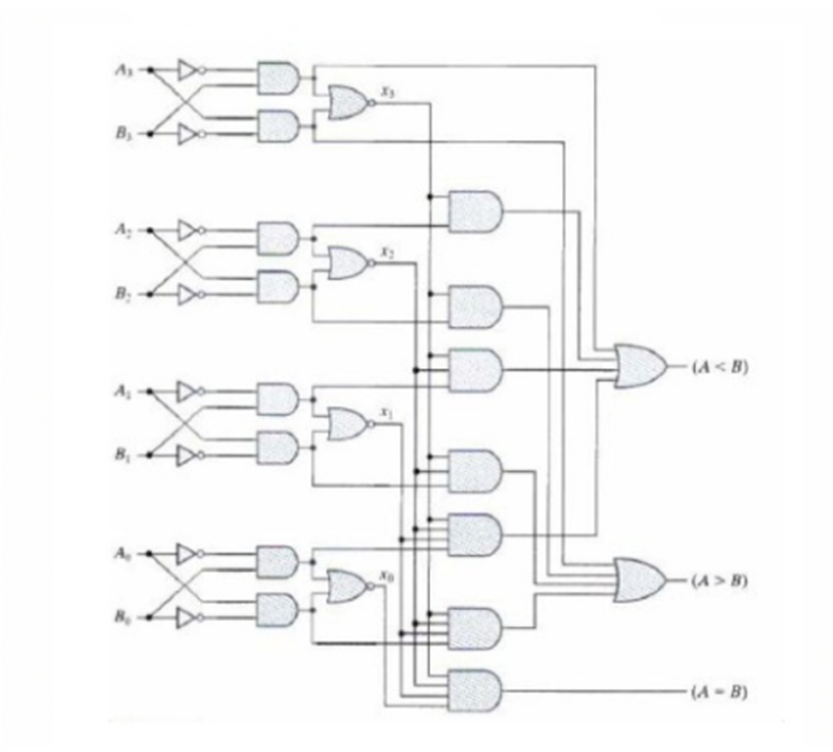 A₃
x₃
B₃
A₂
x₂
B₂
(A < B)
A₁
x₁
B₁
A₀
x₀
(A > B)
B₀
(A = B)